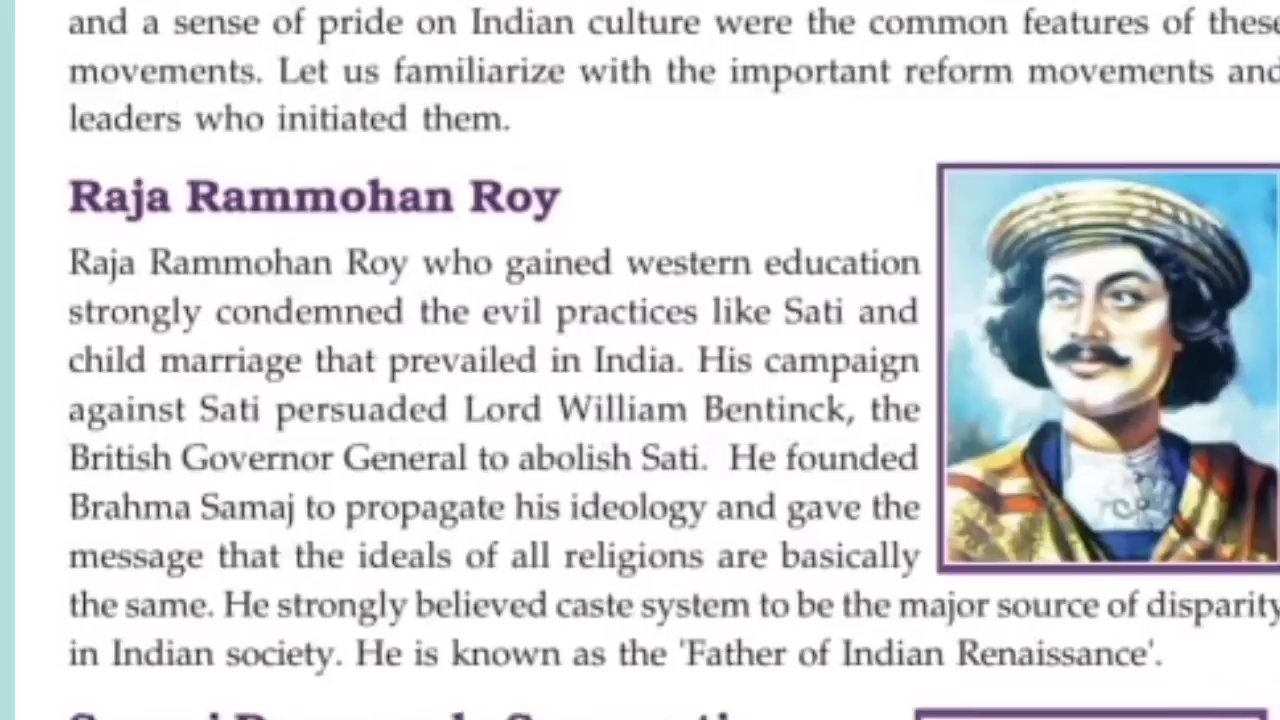 and a sense of pride on Indian culture were the common features of these
movements. Let us familiarize with the important reform movements and
leaders who initiated them.
Raja Rammohan Roy
Raja Rammohan Roy who gained western education
strongly condemned the evil practices like Sati and
child marriage that prevailed in India. His campaign
against Sati persuaded Lord William Bentinck, the
British Governor General to abolish Sati. He founded
Brahma Samaj to propagate his ideology and gave the
message that the ideals of all religions are basically
the same. He strongly believed caste system to be the major source of disparity
in Indian society. He is known as the 'Father of Indian Renaissance'.